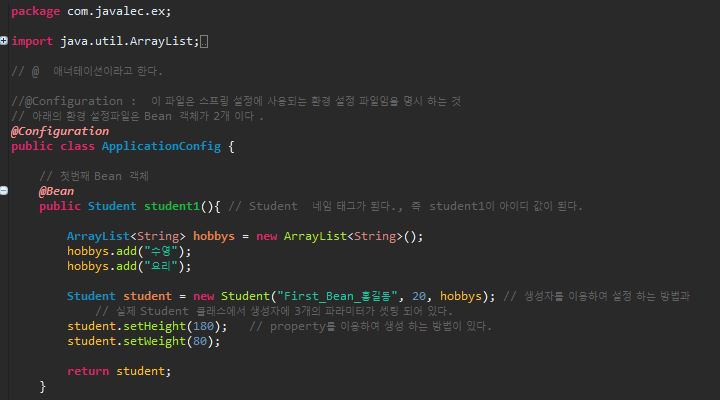 package com.javalec.ex;
import java.util.ArrayList;
// @ 애너테이션이라고 한다.
//@Configuration : 이 파일은 스프링 설정에 사용되는 환경 설정 파일임을 명시 하는 것
// 아래의 환경 설정파일은 Bean 객체가 2개 이다 .
@Configuration
public class ApplicationConfig {
// 첫번째 Bean 객체
@Bean
public Student student1(){ // Student 네임 태그가 된다., 즉 student1이 아이디 값이 된다.
ArrayList<String> hobbys = new ArrayList<String>();
hobbys.add("수영");
hobbys.add("요리");
Student student = new Student("First_Bean_홍길동", 20, hobbys); // 생성자를 이용하여 설정 하는 방법과
// 실제 Student 클래스에서 생성자에 3개의 파라미터가 셋팅 되어 있다.
student.setHeight(180); // property를 이용하여 생성 하는 방법이 있다.
student.setWeight(80);
return student;
}